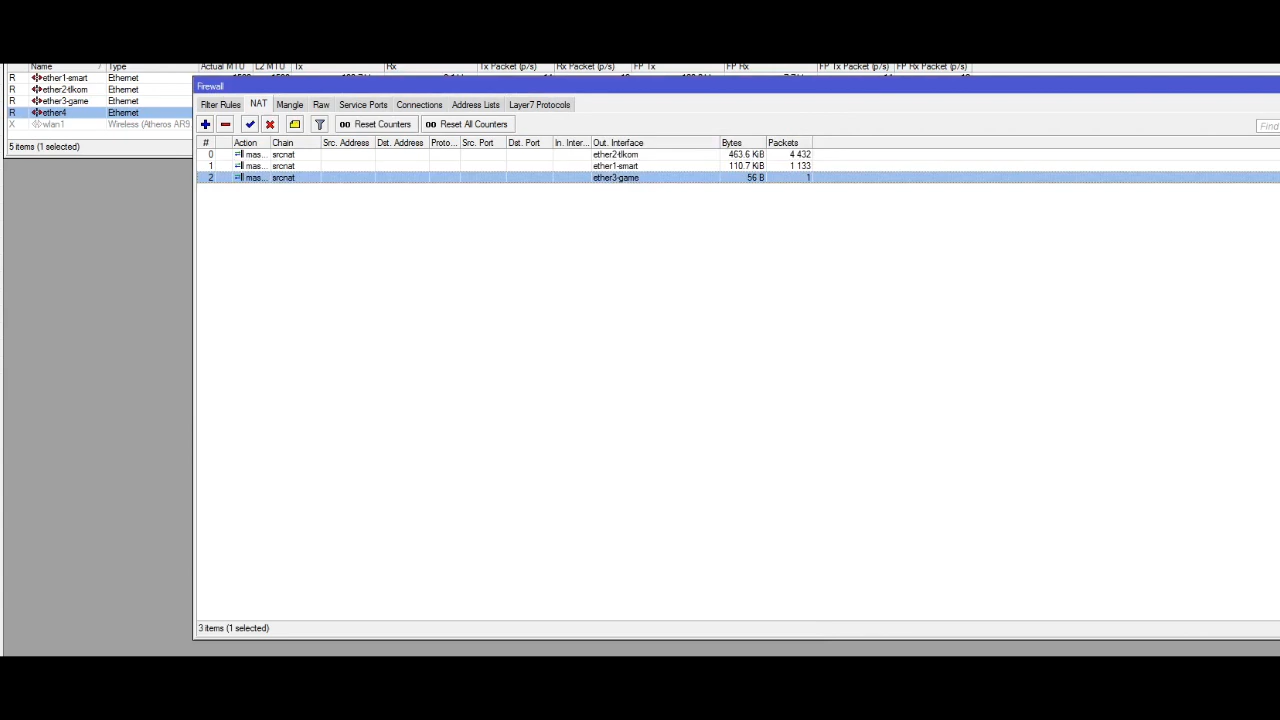 Name / Type Actual MTU L2 MTU Tx Rx Tx Packet (p/s) Rx Packet (p/s) FP Tx FP Rx FP Tx Packet (p/s) FP Rx Packet (p/s)
R ether1-smart Ethernet
R ether2-tlkom Ethernet
R ether3-game Ethernet
R ether4 Ethernet
X wlan1 Wireless (Atheros AR9
5 items (1 selected)
Firewall
Filter Rules NAT Mangle Raw Service Ports Connections Address Lists Layer7 Protocols
00 Reset Counters 00 Reset All Counters Find
# Action Chain Src. Address Dst. Address Proto... Src. Port Dst. Port In. Inter... Out. Interface Bytes Packets
0 mas... srcnat ether2-tlkom 463.6 KiB 4 432
1 mas... srcnat ether1-smart 110.7 KiB 1 133
2 mas... srcnat ether3-game 56 B 1
3 items (1 selected)